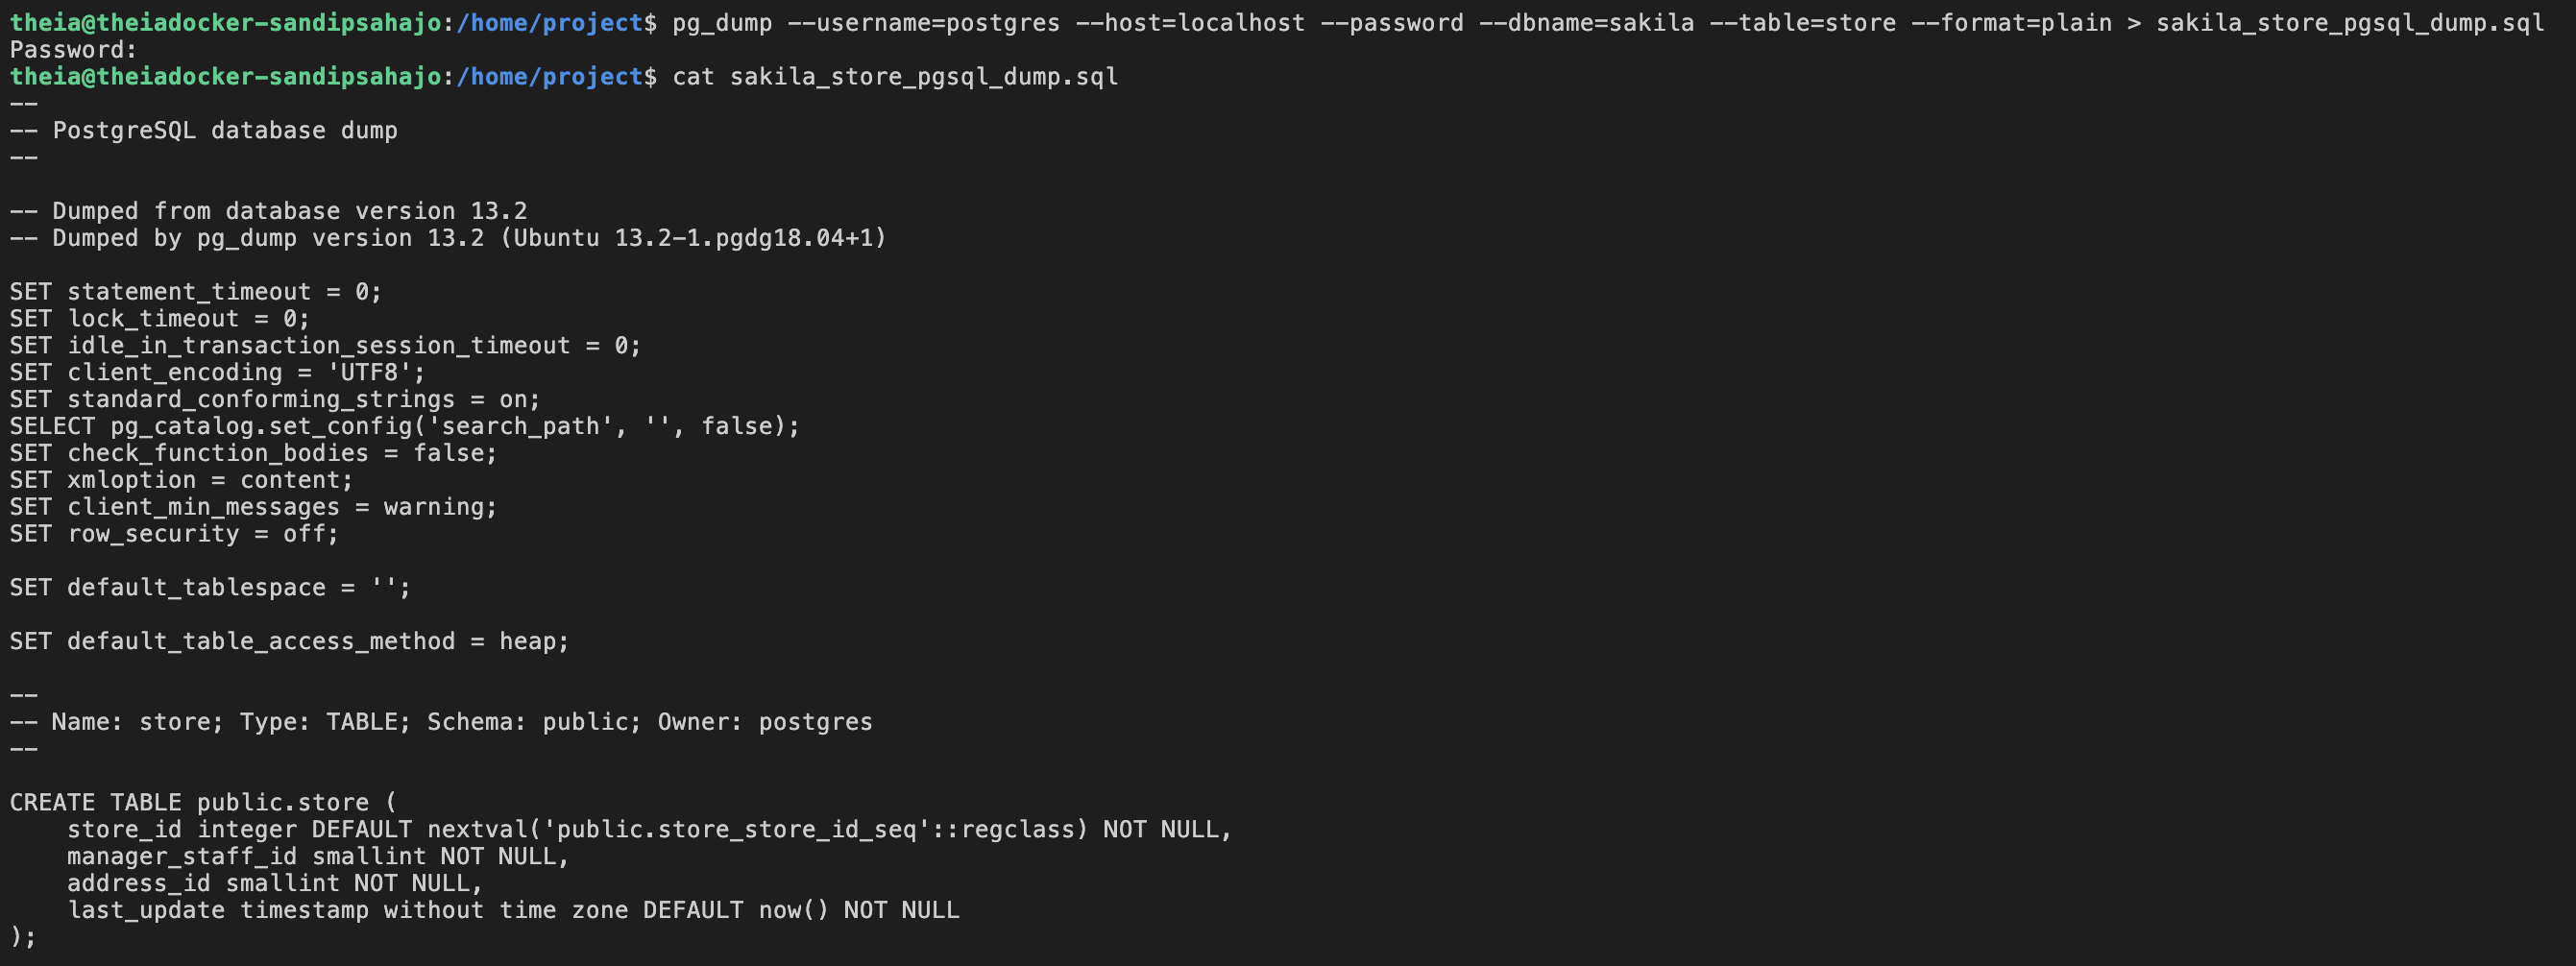 theia@theiadocker-sandipsahajo:/home/project$ pg_dump --username=postgres --host=localhost --password --dbname=sakila --table=store --format=plain > sakila_store_pgsql_dump.sql
Password:
theia@theiadocker-sandipsahajo:/home/project$ cat sakila_store_pgsql_dump.sql
--
-- PostgreSQL database dump
--

-- Dumped from database version 13.2
-- Dumped by pg_dump version 13.2 (Ubuntu 13.2-1.pgdg18.04+1)

SET statement_timeout = 0;
SET lock_timeout = 0;
SET idle_in_transaction_session_timeout = 0;
SET client_encoding = 'UTF8';
SET standard_conforming_strings = on;
SELECT pg_catalog.set_config('search_path', '', false);
SET check_function_bodies = false;
SET xmloption = content;
SET client_min_messages = warning;
SET row_security = off;

SET default_tablespace = '';

SET default_table_access_method = heap;

--
-- Name: store; Type: TABLE; Schema: public; Owner: postgres
--

CREATE TABLE public.store (
    store_id integer DEFAULT nextval('public.store_store_id_seq'::regclass) NOT NULL,
    manager_staff_id smallint NOT NULL,
    address_id smallint NOT NULL,
    last_update timestamp without time zone DEFAULT now() NOT NULL
);